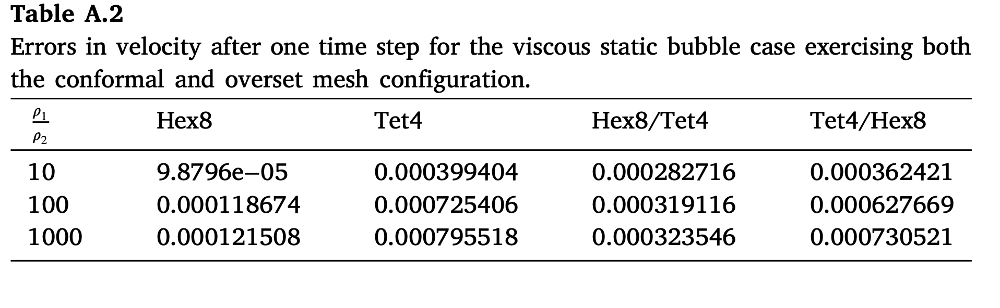 Table A.2
Errors in velocity after one time step for the viscous static bubble case exercising both
the conformal and overset mesh configuration.
ρ₁/ρ₂ Hex8 Tet4 Hex8/Tet4 Tet4/Hex8
10 9.8796e−05 0.000399404 0.000282716 0.000362421
100 0.000118674 0.000725406 0.000319116 0.000627669
1000 0.000121508 0.000795518 0.000323546 0.000730521